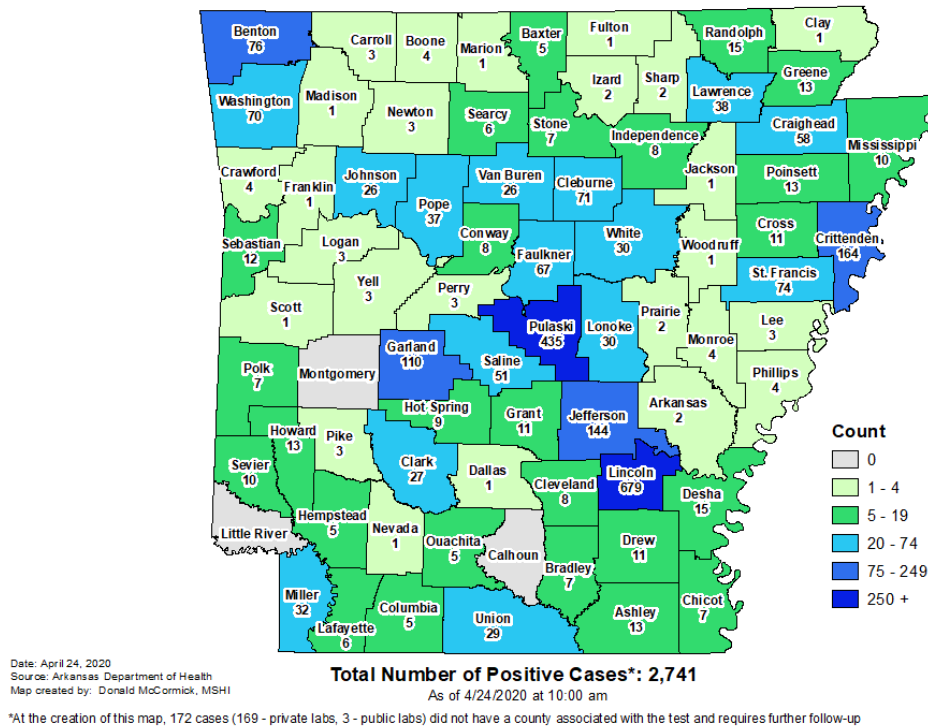 Benton
76
Carroll
3
Boone
4
Marion
1
Baxter
5
Fulton
1
Randolph
15
Clay
1
Izard
2
Sharp
2
Lawrence
38
Greene
13
Washington
70
Madison
1
Newton
3
Searcy
6
Stone
7
Independence
8
Craighead
58
Mississippi
10
Crawford
4
Franklin
1
Johnson
26
Pope
37
Van Buren
26
Cleburne
71
Jackson
1
Poinsett
13
Sebastian
12
Logan
3
Conway
8
Faulkner
67
White
30
Woodruff
1
Cross
11
Crittenden
164
St. Francis
74
Scott
1
Yell
3
Perry
3
Pulaski
435
Lonoke
30
Prairie
2
Monroe
4
Lee
3
Phillips
4
Polk
7
Montgomery
Garland
110
Saline
51
Hot Spring
9
Grant
11
Jefferson
144
Arkansas
2
Howard
13
Pike
3
Sevier
10
Clark
27
Dallas
1
Cleveland
8
Lincoln
679
Desha
15
Little River
Hempstead
5
Nevada
1
Ouachita
5
Calhoun
Bradley
7
Drew
11
Miller
32
Lafayette
6
Columbia
5
Union
29
Ashley
13
Chicot
7
Count
0
1 - 4
5 - 19
20 - 74
75 - 249
250 +
Date: April 24, 2020
Source: Arkansas Department of Health
Map created by: Donald McCormick, MSHI
Total Number of Positive Cases*: 2,741
As of 4/24/2020 at 10:00 am
*At the creation of this map, 172 cases (169 - private labs, 3 - public labs) did not have a county associated with the test and requires further follow-up